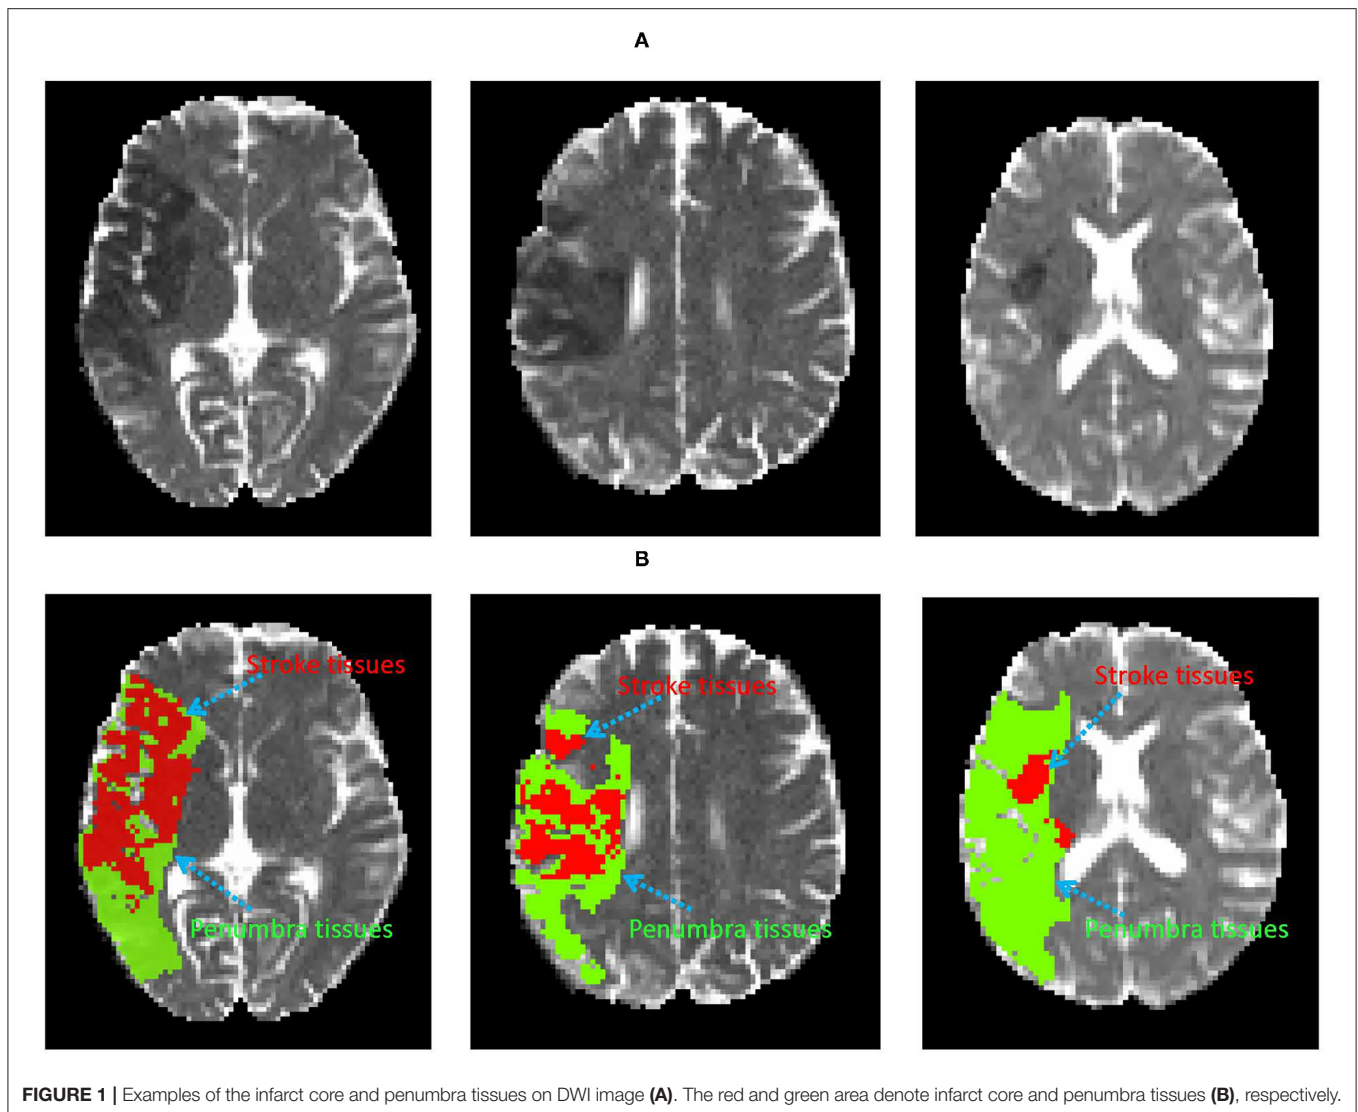 A
B
Stroke tissues
Stroke tissues
Stroke tissues
Penumbra tissues
Penumbra tissues
Penumbra tissues
FIGURE 1 | Examples of the infarct core and penumbra tissues on DWI image (A). The red and green area denote infarct core and penumbra tissues (B), respectively.